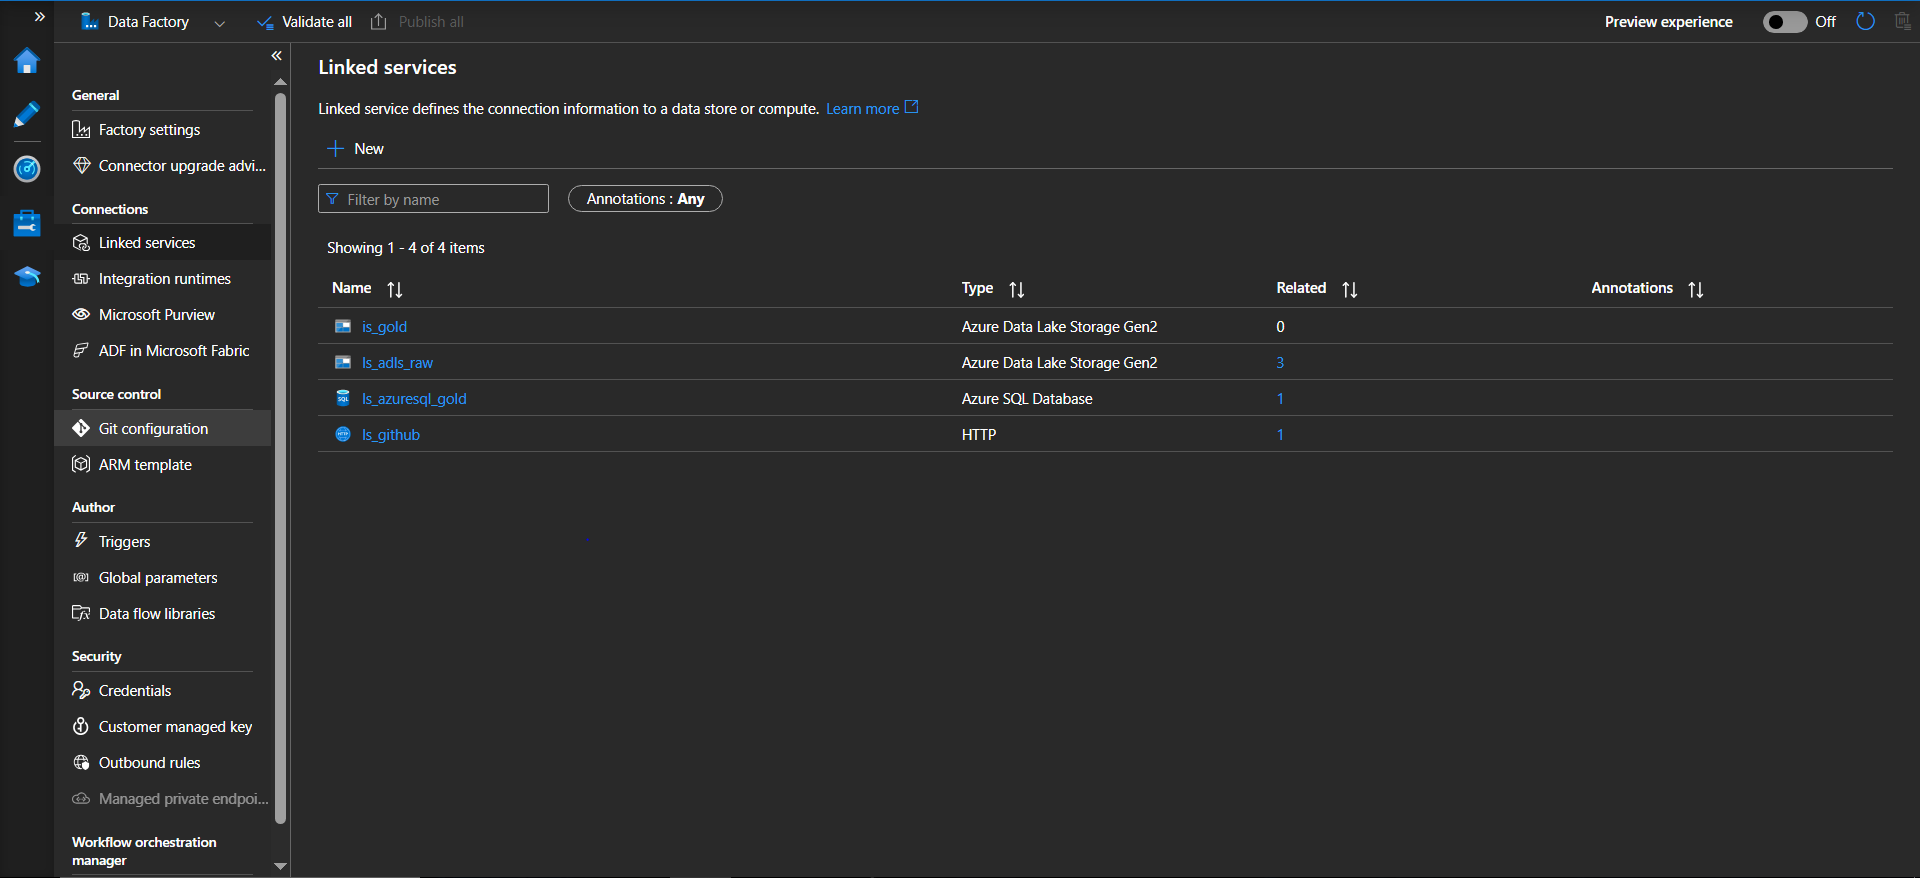 Data Factory
Validate all
Publish all
Preview experience
Off
General
Factory settings
Connector upgrade advi...
Connections
Linked services
Integration runtimes
Microsoft Purview
ADF in Microsoft Fabric
Source control
Git configuration
ARM template
Author
Triggers
Global parameters
Data flow libraries
Security
Credentials
Customer managed key
Outbound rules
Managed private endpoi...
Workflow orchestration
manager
Linked services
Linked service defines the connection information to a data store or compute. Learn more
New
Filter by name
Annotations : Any
Showing 1 - 4 of 4 items
Name Type Related Annotations
is_gold Azure Data Lake Storage Gen2 0
ls_adls_raw Azure Data Lake Storage Gen2 3
SQL ls_azuresql_gold Azure SQL Database 1
HTTP ls_github HTTP 1